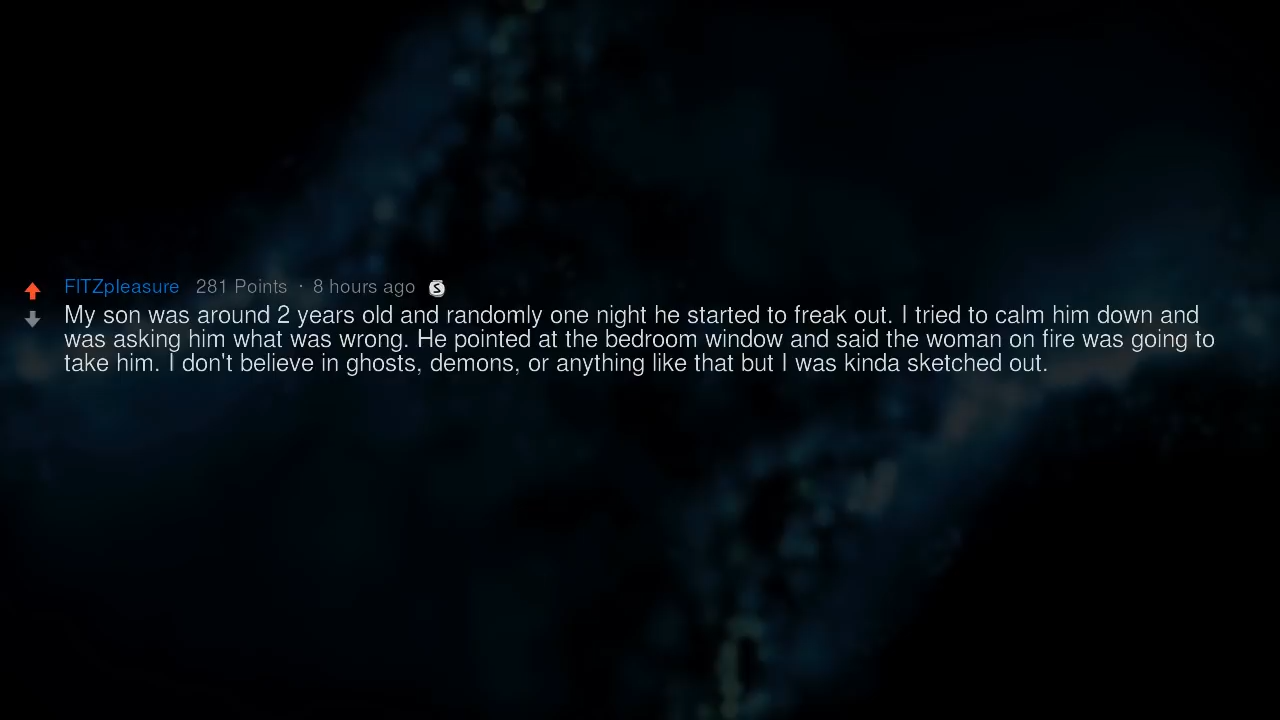 FITZpleasure 281 Points · 8 hours ago S
My son was around 2 years old and randomly one night he started to freak out. I tried to calm him down and
was asking him what was wrong. He pointed at the bedroom window and said the woman on fire was going to
take him. I don't believe in ghosts, demons, or anything like that but I was kinda sketched out.